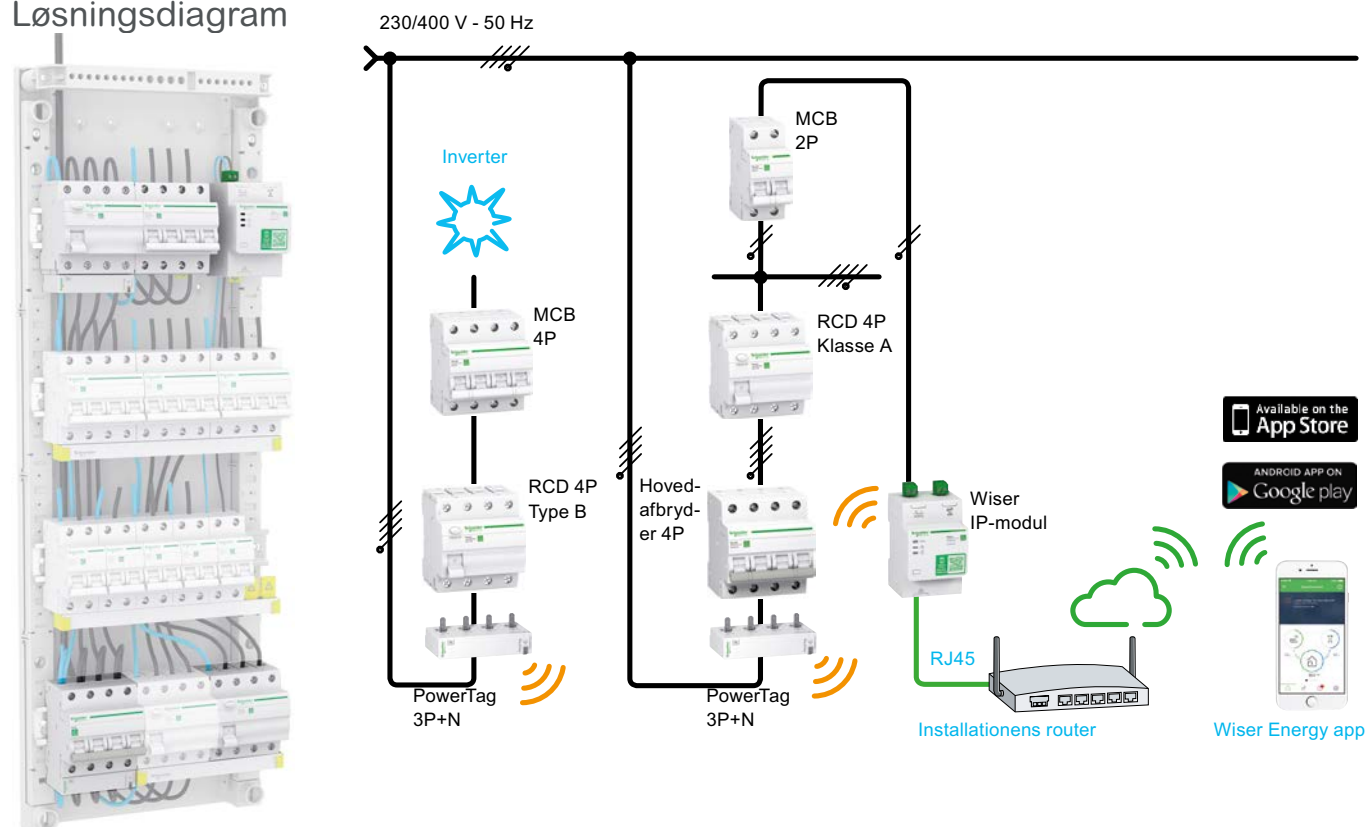 Løsningsdiagram
230/400 V - 50 Hz
MCB
2P
Inverter
MCB
4P
RCD 4P
Klasse A
RCD 4P
Type B
Hoved-
afbryd-
er 4P
Wiser
IP-modul
Available on the
App Store
ANDROID APP ON
Google play
RJ45
PowerTag
3P+N
PowerTag
3P+N
Installationens router
Wiser Energy app